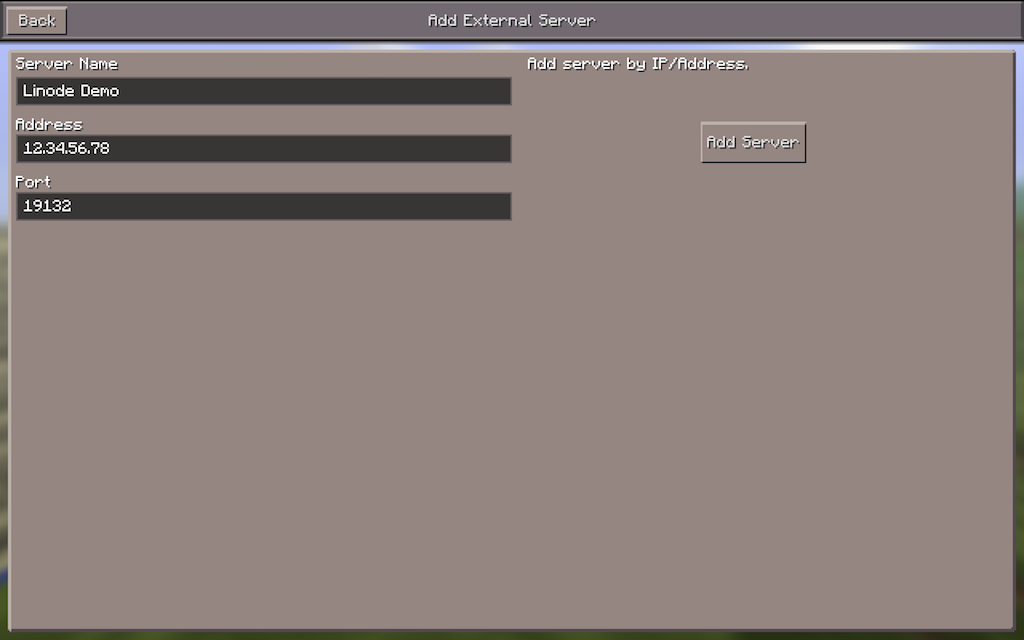 Back
Add External Server
Server Name
Linode Demo
Address
12.34.56.78
Port
19132
Add server by IP/Address.
Add Server